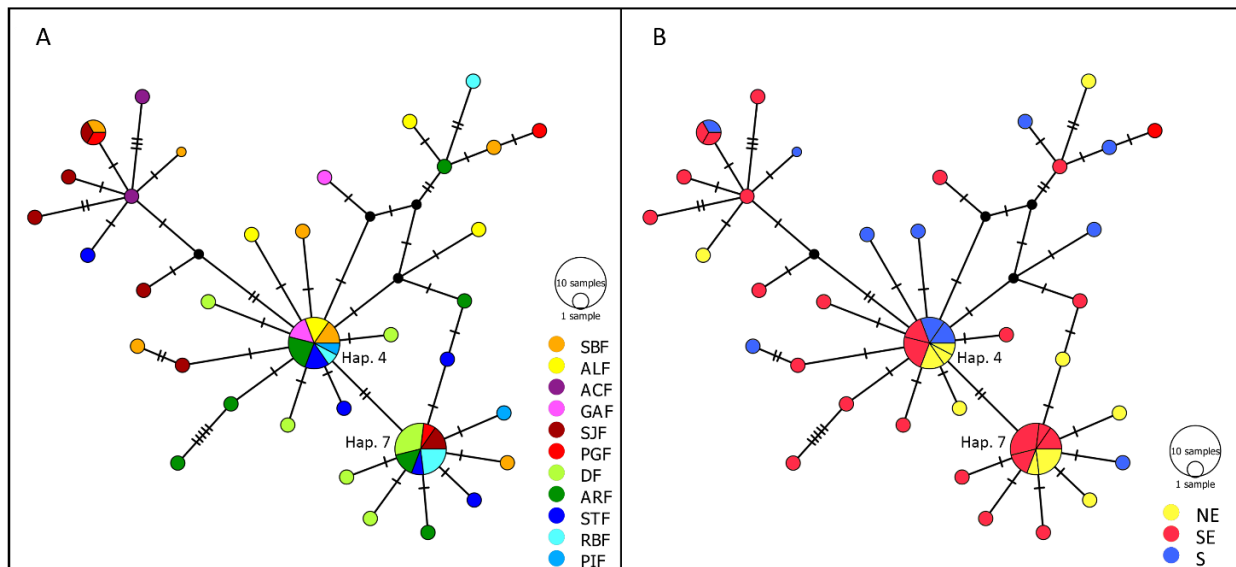 A
Hap. 4
Hap. 7
10 samples
1 sample
SBF
ALF
ACF
GAF
SJF
PGF
DF
ARF
STF
RBF
PIF
B
Hap. 4
Hap. 7
10 samples
1 sample
NE
SE
S